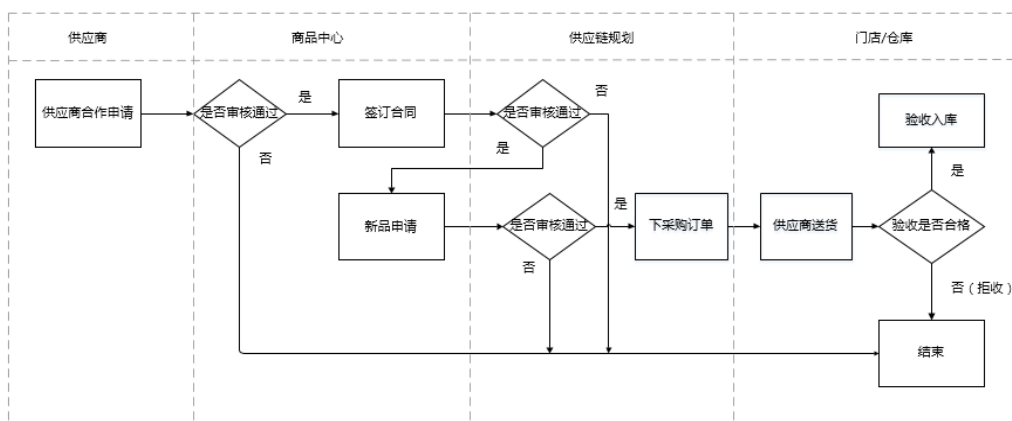 供应商
商品中心
供应链规划
门店/仓库
供应商合作申请
是否审核通过
是
签订合同
是否审核通过
否
验收入库
否
是
是
新品申请
是否审核通过
是
下采购订单
供应商送货
验收是否合格
否
否（拒收）
结束